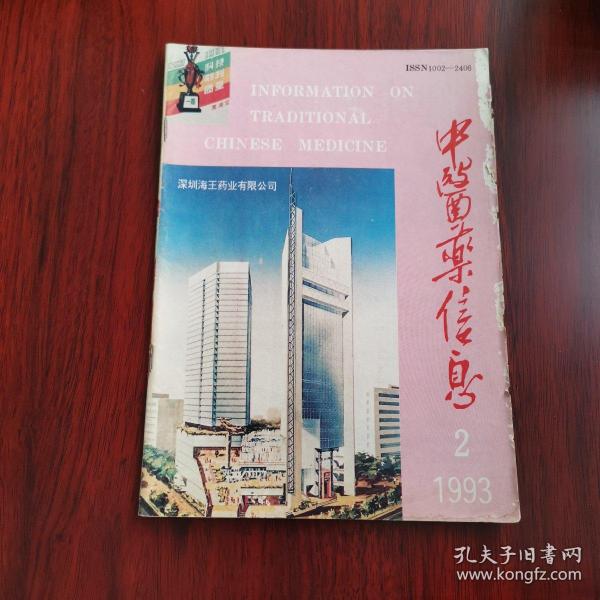 ISSN1002—2406
INFORMATION ON
TRADITIONAL
CHINESE MEDICINE
中医药信息
深圳海王药业有限公司
2
1993
孔夫子旧书网
www.kongfz.com